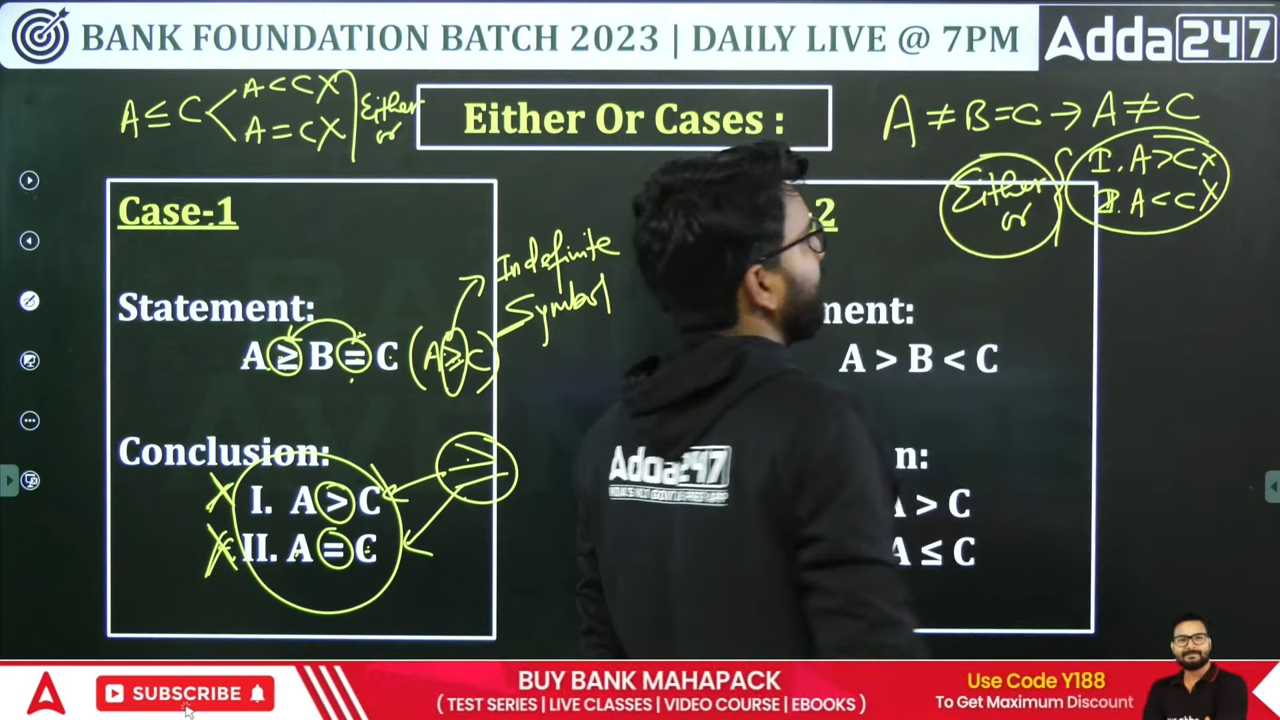 BANK FOUNDATION BATCH 2023 | DAILY LIVE @ 7PM
Adda247
A ≤ C < A < C X
A = C X
Either or
Either Or Cases :
A ≠ B = C → A ≠ C
Either or
I. A > C X
II. A < C X
Case-:1
2
Indefinite
Symbol
Statement:
ment:
A ≥ B = C (A ≥ C)
A > B < C
Conclusion:
n:
≥
X I. A > C
A > C
X II. A = C
A ≤ C
Adda247
SUBSCRIBE
BUY BANK MAHAPACK
( TEST SERIES | LIVE CLASSES | VIDEO COURSE | EBOOKS )
Use Code Y188
To Get Maximum Discount